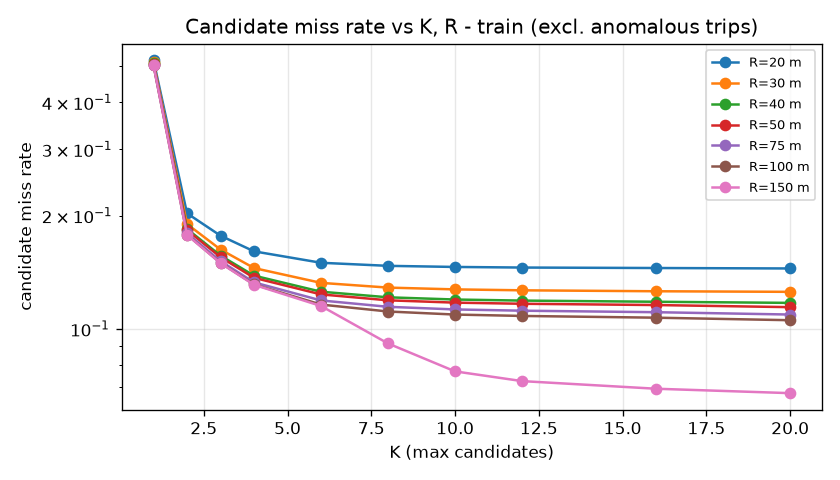 Candidate miss rate vs K, R - train (excl. anomalous trips)
R=20 m
R=30 m
R=40 m
R=50 m
R=75 m
R=100 m
R=150 m
4 × 10⁻¹
3 × 10⁻¹
2 × 10⁻¹
10⁻¹
candidate miss rate
2.5 5.0 7.5 10.0 12.5 15.0 17.5 20.0
K (max candidates)